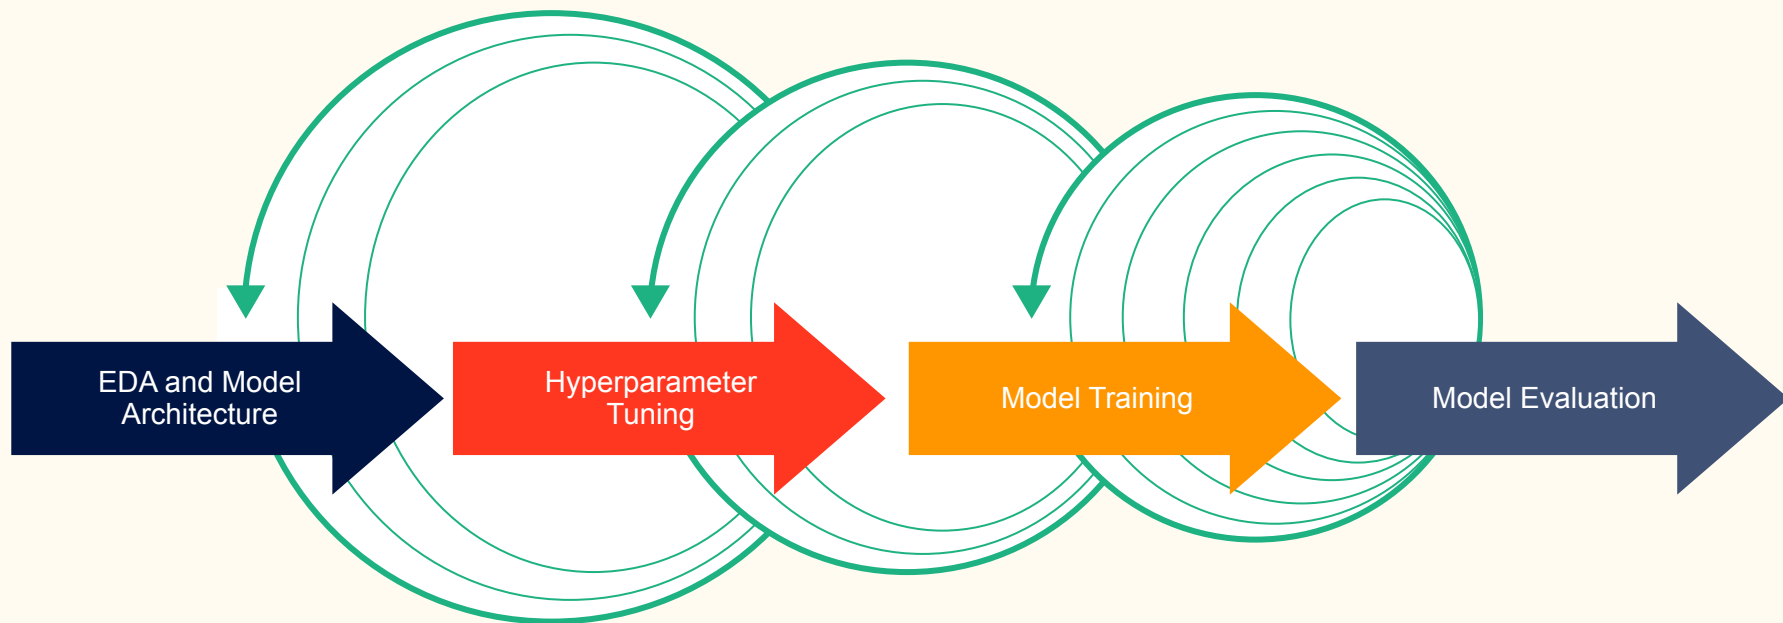 EDA and Model
Architecture
Hyperparameter
Tuning
Model Training
Model Evaluation